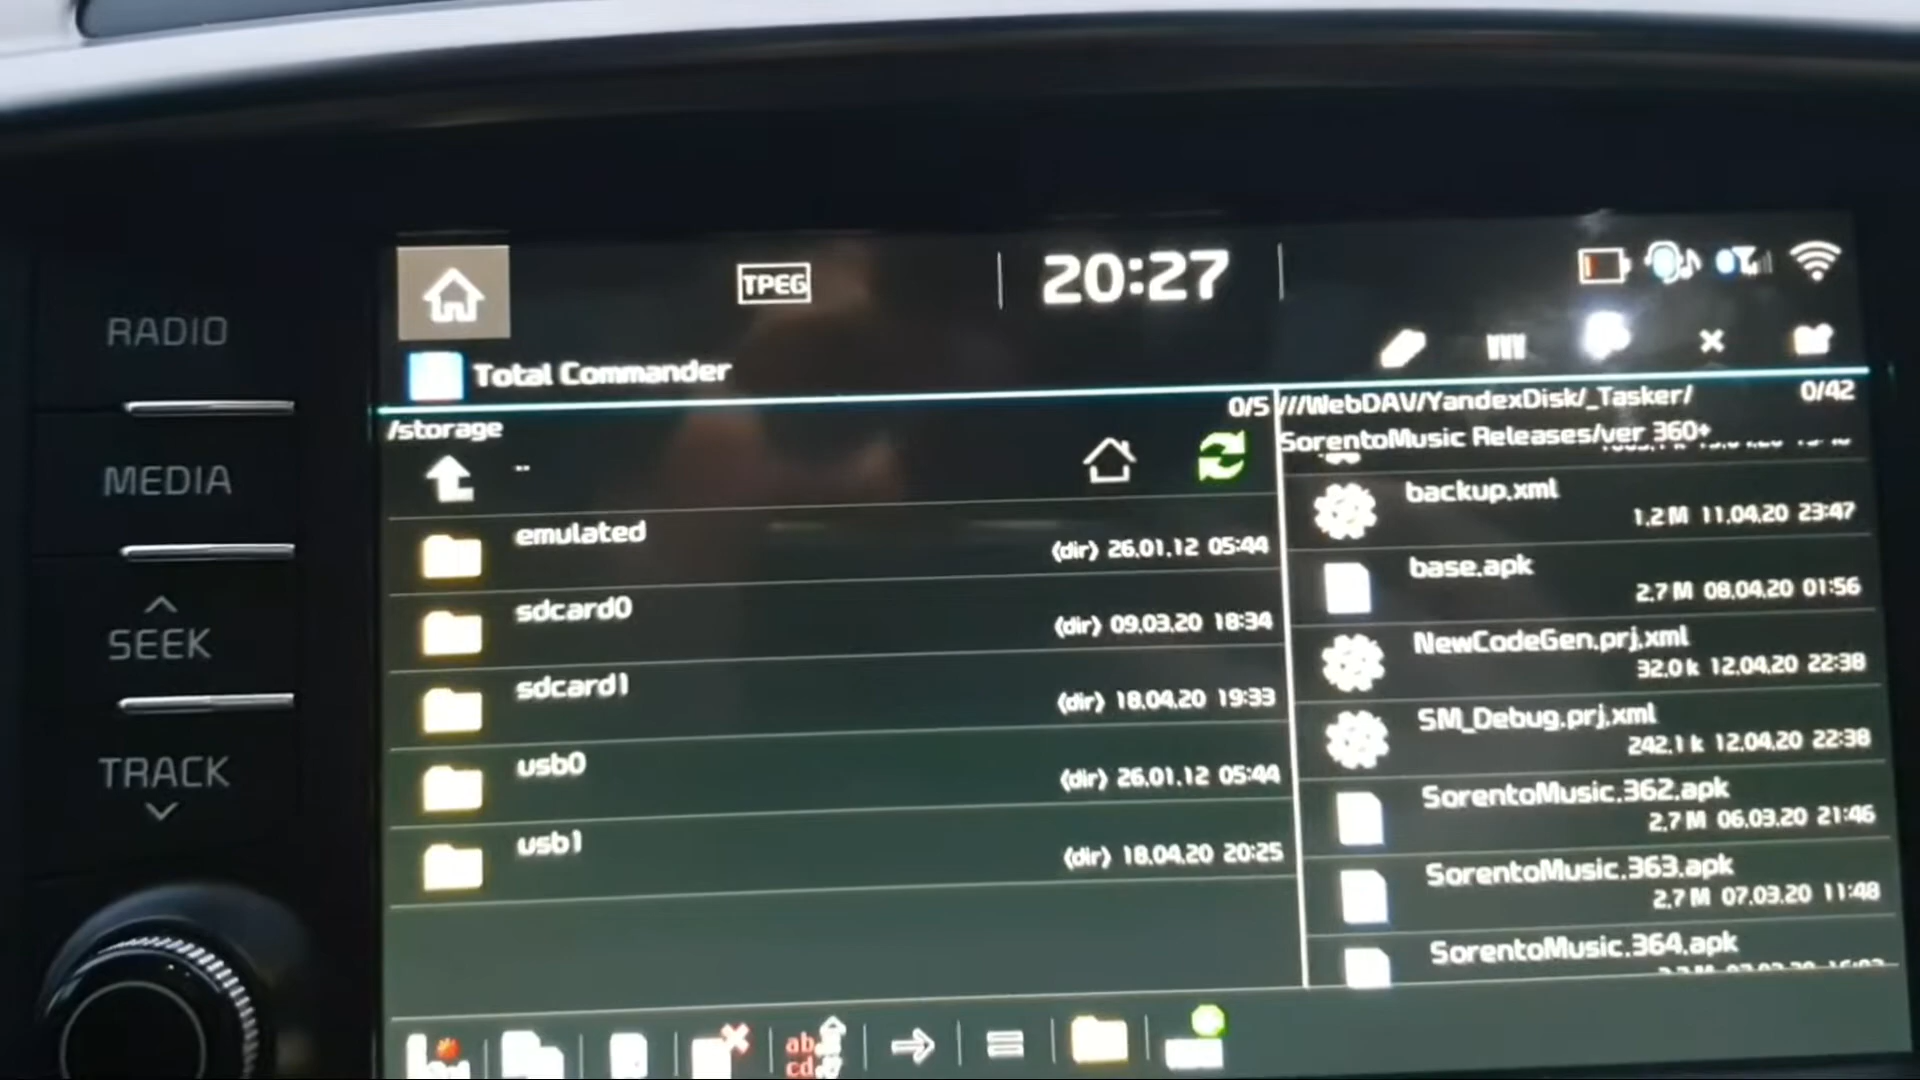 RADIO
MEDIA
SEEK
TRACK
TPEG
20:27
Total Commander
0/5
/storage
..
emulated
⟨dir⟩ 26.01.12 05:44
sdcard0
⟨dir⟩ 09.03.20 18:34
sdcard1
⟨dir⟩ 18.04.20 19:33
usb0
⟨dir⟩ 26.01.12 05:44
usb1
⟨dir⟩ 18.04.20 20:25
///WebDAV/YandexDisk/_Tasker/ 0/42
SorentoMusic Releases/ver 360+
backup.xml
1.2 M 11.04.20 23:47
base.apk
2.7 M 08.04.20 01:56
NewCodeGen.prj.xml
32.0 k 12.04.20 22:38
SM_Debug.prj.xml
242.1 k 12.04.20 22:38
SorentoMusic.362.apk
2.7 M 06.03.20 21:46
SorentoMusic.363.apk
2.7 M 07.03.20 11:48
SorentoMusic.364.apk
ab
cd